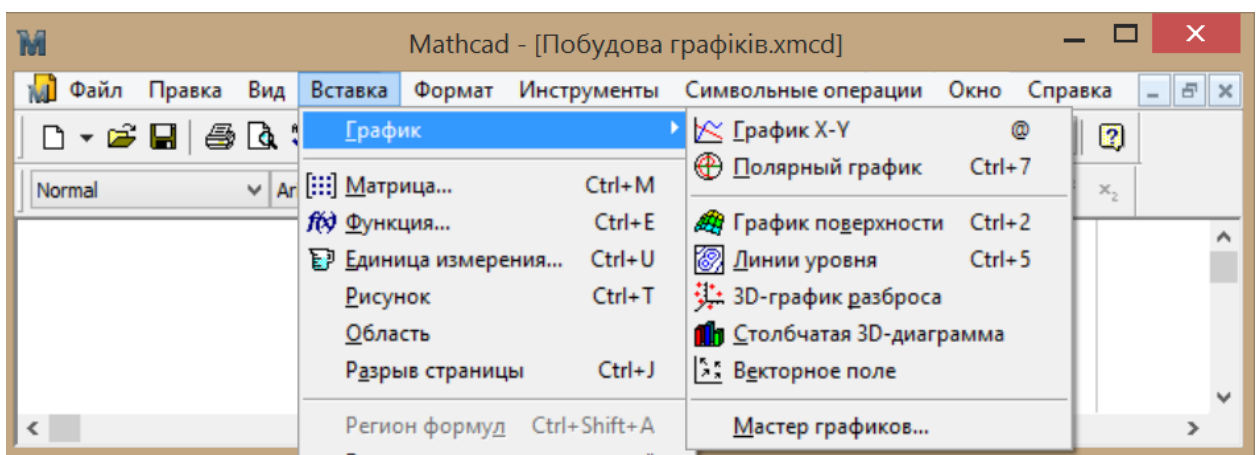 Mathcad - [Побудова графіків.xmcd]
Файл Правка Вид Вставка Формат Инструменты Символьные операции Окно Справка
Normal
График
Матрица... Ctrl+M
Функция... Ctrl+E
Единица измерения... Ctrl+U
Рисунок Ctrl+T
Область
Разрыв страницы Ctrl+J
Регион формул Ctrl+Shift+A
График X-Y @
Полярный график Ctrl+7
График поверхности Ctrl+2
Линии уровня Ctrl+5
3D-график разброса
Столбчатая 3D-диаграмма
Векторное поле
Мастер графиков...